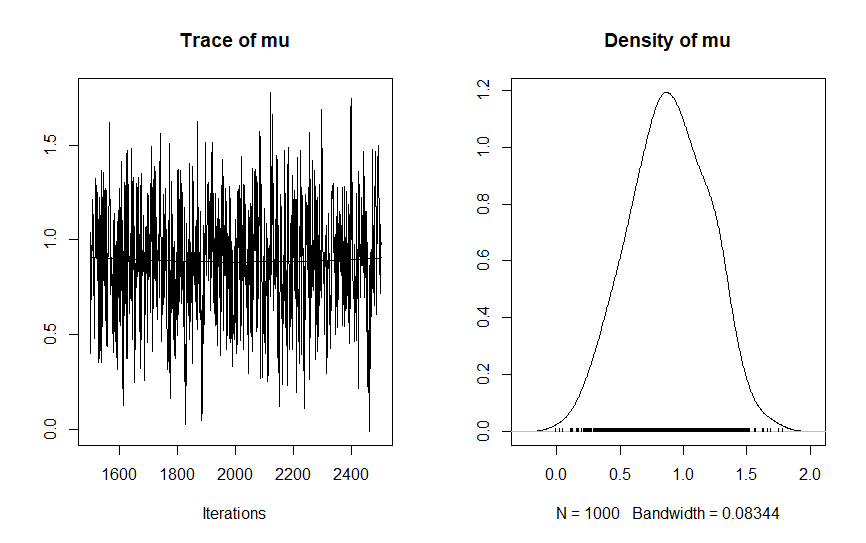 Trace of mu
0.0
0.5
1.0
1.5
1600 1800 2000 2200 2400
Iterations
Density of mu
0.0
0.2
0.4
0.6
0.8
1.0
1.2
0.0 0.5 1.0 1.5 2.0
N = 1000 Bandwidth = 0.08344